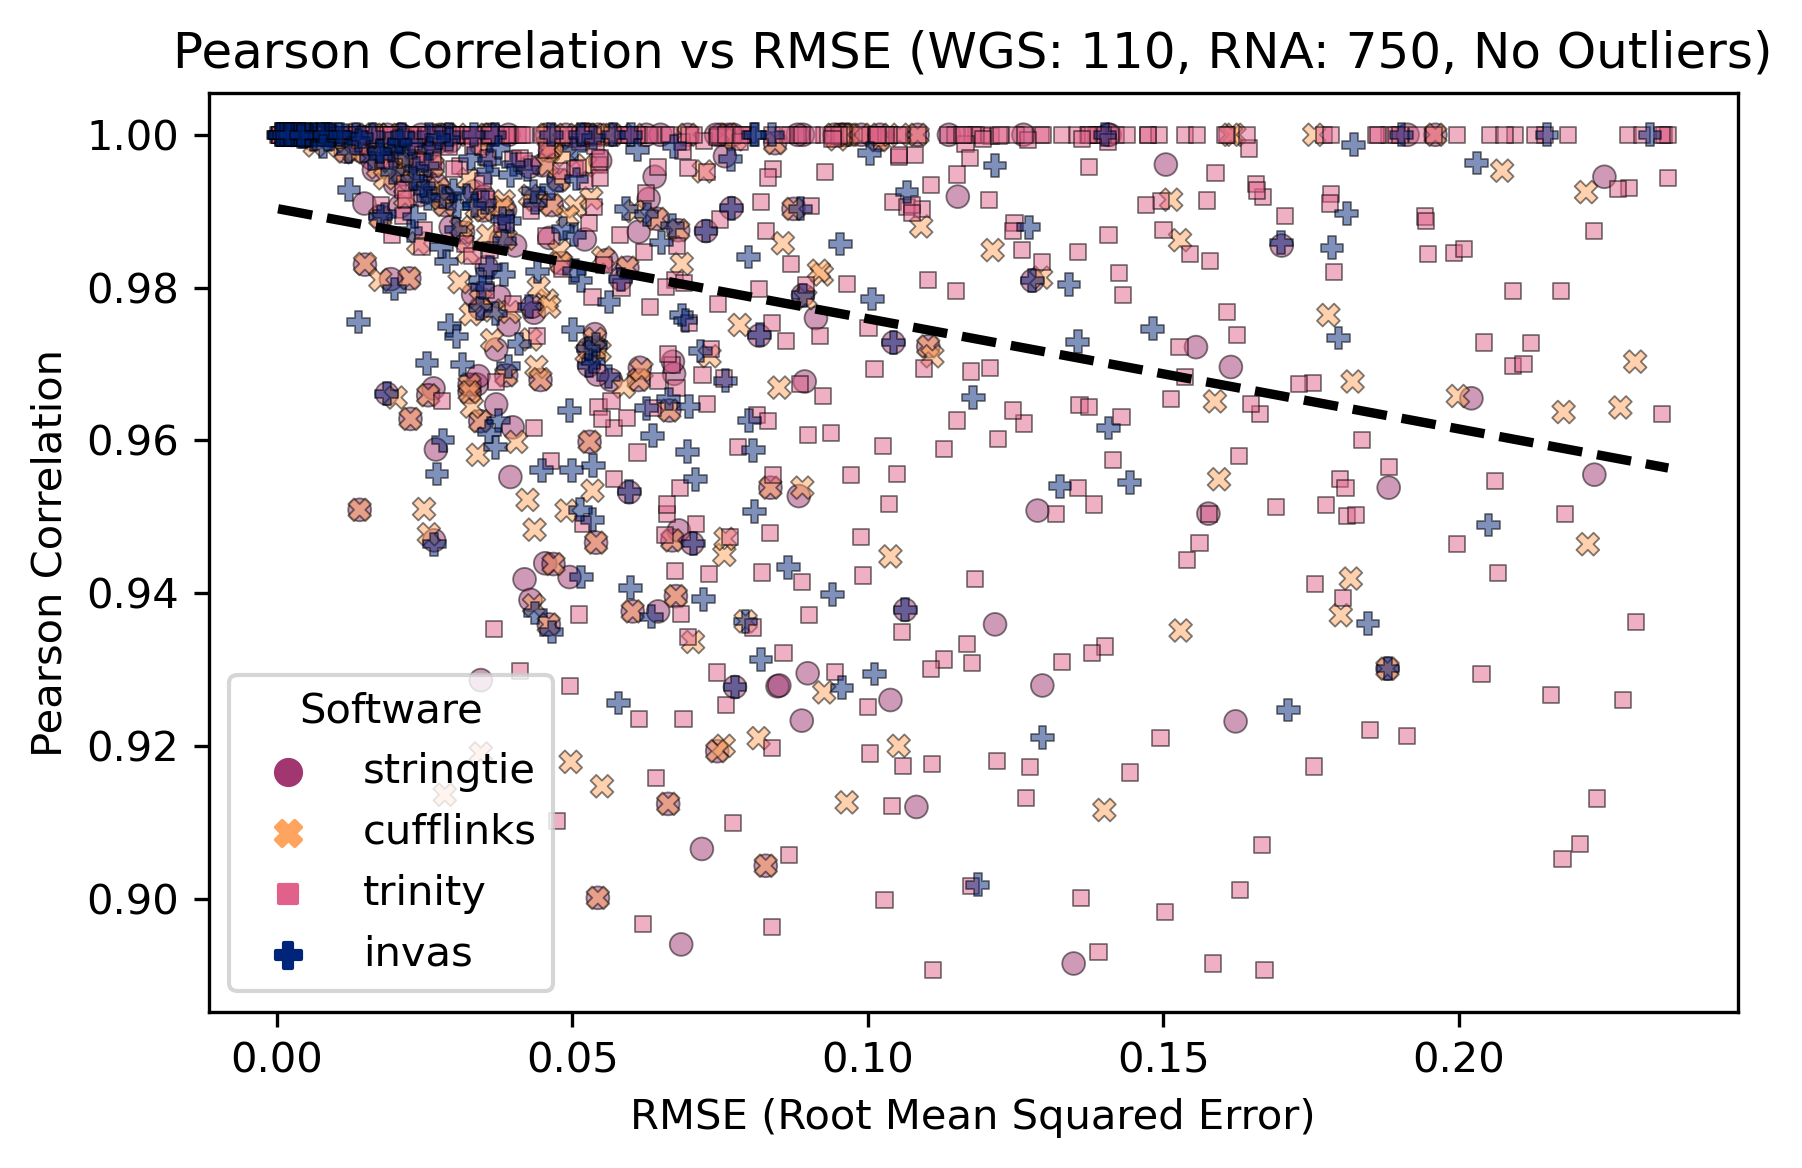 Pearson Correlation vs RMSE (WGS: 110, RNA: 750, No Outliers)
Pearson Correlation
1.00
0.98
0.96
0.94
0.92
0.90
Software
stringtie
cufflinks
trinity
invas
0.00 0.05 0.10 0.15 0.20
RMSE (Root Mean Squared Error)